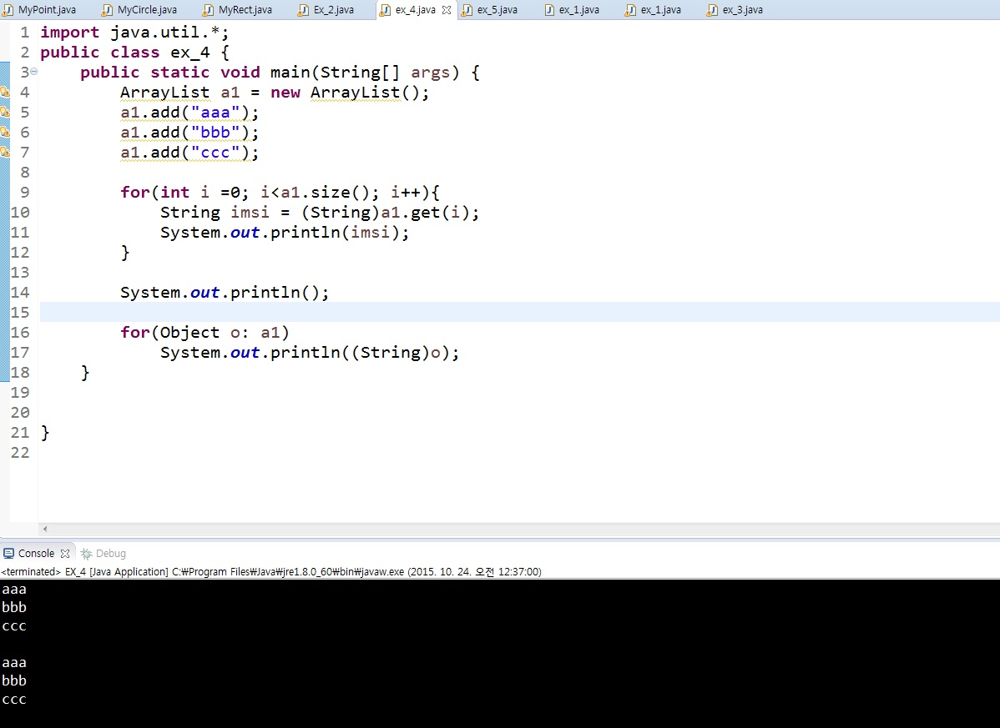 MyPoint.java MyCircle.java MyRect.java Ex_2.java ex_4.java ex_5.java ex_1.java ex_1.java ex_3.java
1 import java.util.*;
2 public class ex_4 {
3     public static void main(String[] args) {
4         ArrayList a1 = new ArrayList();
5         a1.add("aaa");
6         a1.add("bbb");
7         a1.add("ccc");
8
9         for(int i =0; i<a1.size(); i++){
10             String imsi = (String)a1.get(i);
11             System.out.println(imsi);
12         }
13
14         System.out.println();
15
16         for(Object o: a1)
17             System.out.println((String)o);
18     }
19
20
21 }
22
Console Debug
<terminated> EX_4 [Java Application] C:₩Program Files₩Java₩jre1.8.0_60₩bin₩javaw.exe (2015. 10. 24. 오전 12:37:00)
aaa
bbb
ccc

aaa
bbb
ccc